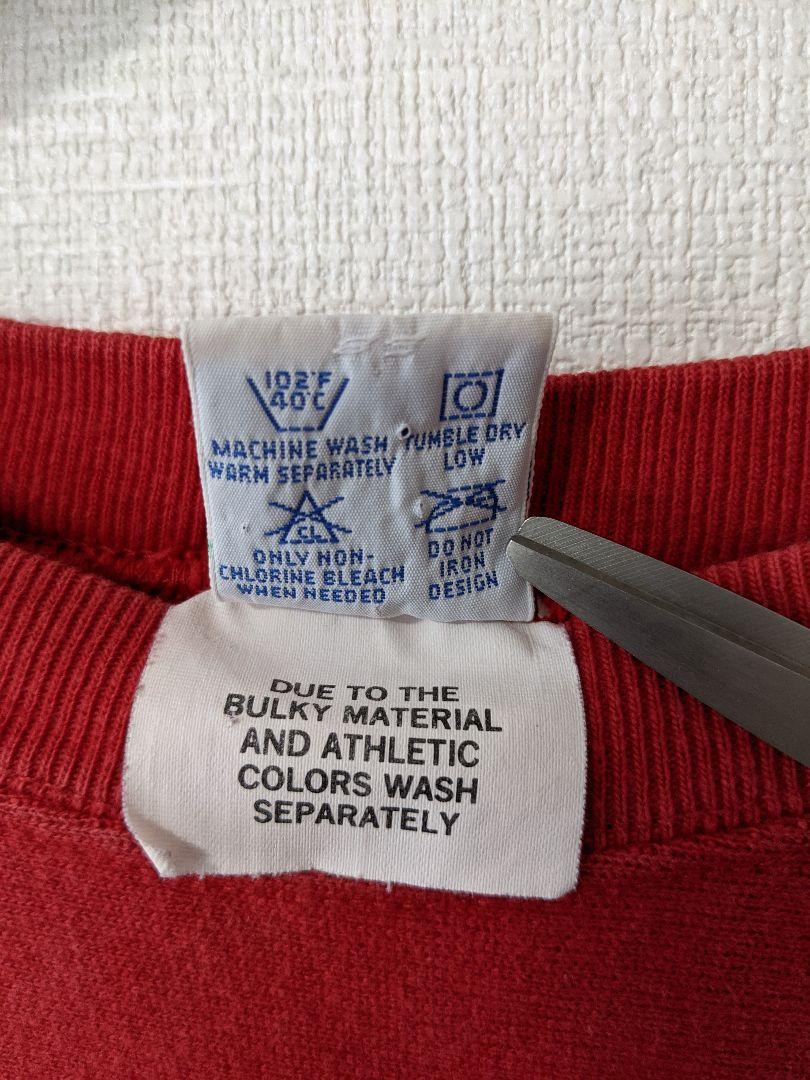 102°F
40°C
MACHINE WASH
WARM SEPARATELY
TUMBLE DRY
LOW
CL
ONLY NON-
CHLORINE BLEACH
WHEN NEEDED
DO NOT
IRON
DESIGN
DUE TO THE
BULKY MATERIAL
AND ATHLETIC
COLORS WASH
SEPARATELY